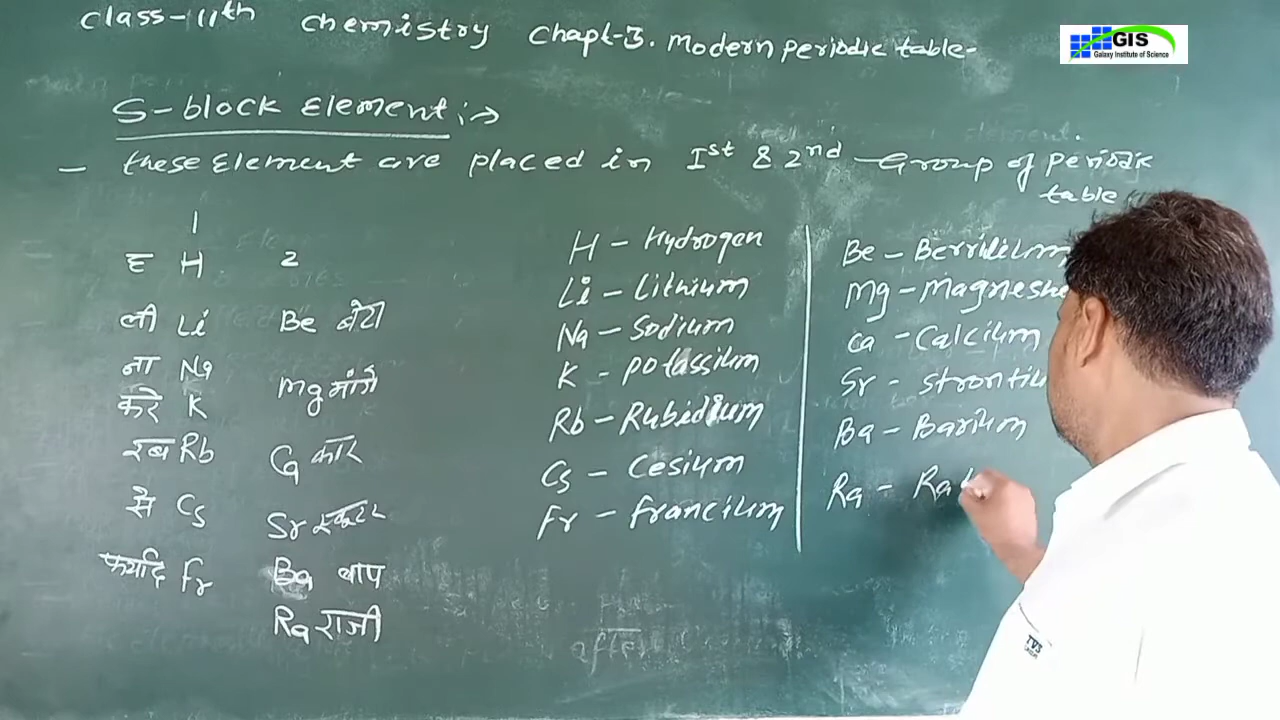 Class-11th Chemistry Chapt-3. Modern periodic table-
GIS
Galaxy Institute of Science
S-block Element :->
- these Element are placed in Ist & 2nd Group of periodic
table
1
ह H 2
ली Li Be बेटा
ना Na
Mg मांगे
करे K
रब Rb Ca कार
से Cs Sr स्कूटर
फर्याद Fr Ba बाप
Ra राजी
H - Hydrogen
Li - Lithium
Na - Sodium
K - Potassium
Rb - Rubidium
Cs - Cesium
Fr - francium
Be - Berrilium
Mg - Magnes
Ca - Calcium
Sr - Stronti
Ba - Barium
Ra - Ra
TVS